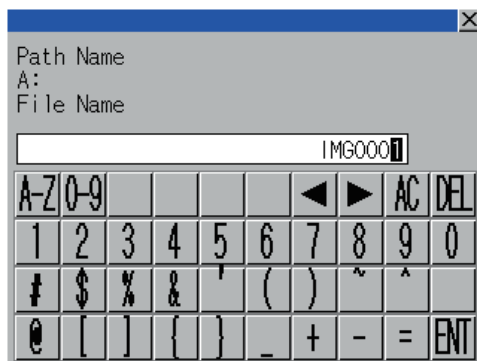 ×
Path Name
A:
File Name
IMG0001
A-Z 0-9 ◀ ▶ AC DEL
1 2 3 4 5 6 7 8 9 0
# $ % & ' ( ) ~ ^
@ [ ] { } _ + - = ENT